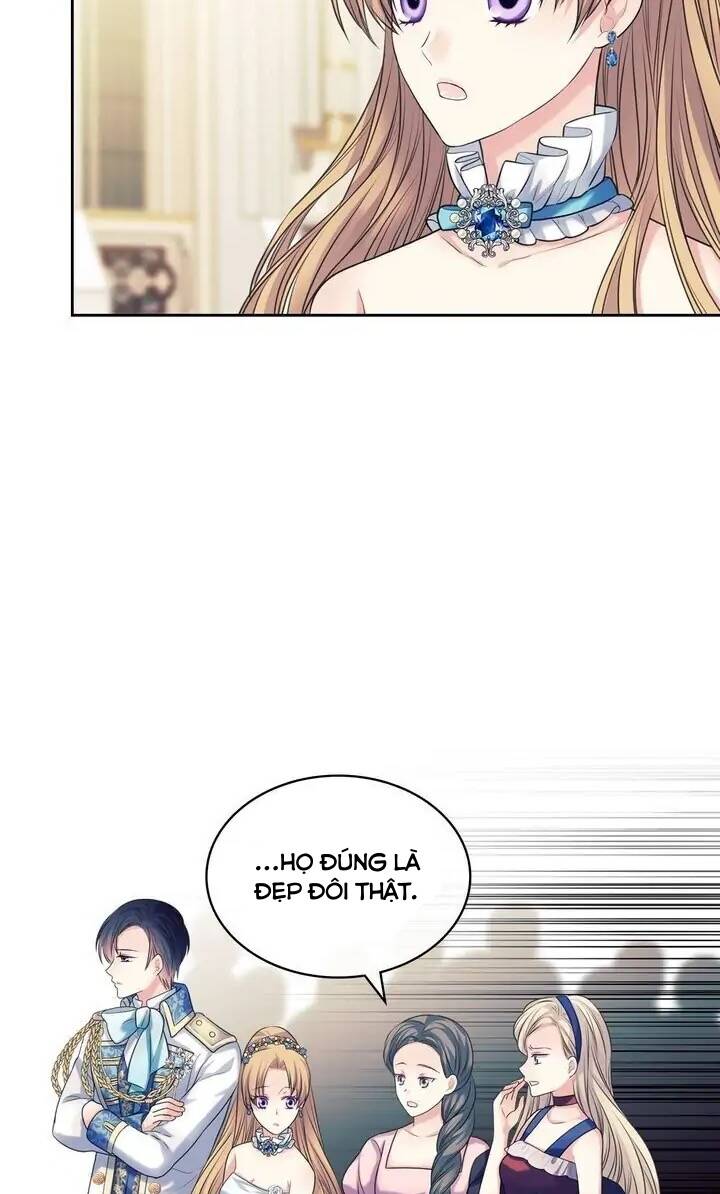 ...HỌ ĐÚNG LÀ
ĐẸP ĐÔI THẬT.